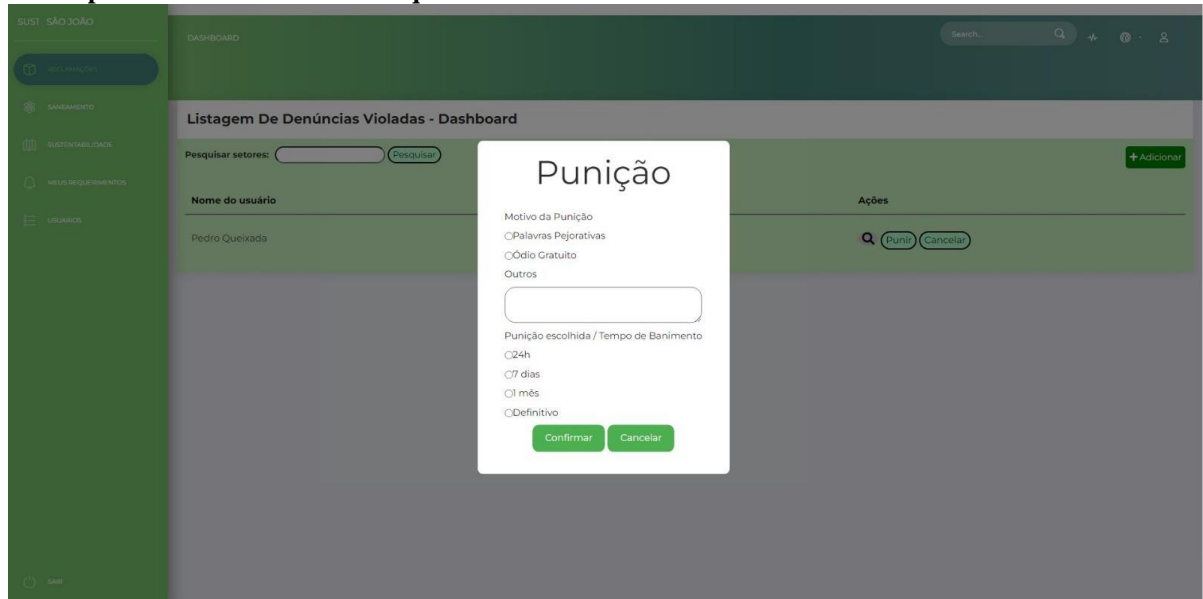 SUST | SÃO JOÃO
DASHBOARD
Search...
RECLAMAÇÕES
SANEAMENTO
SUSTENTABILIDADE
MEUS REQUERIMENTOS
USUÁRIOS
SAIR
Listagem De Denúncias Violadas - Dashboard
Pesquisar setores: Pesquisar
+ Adicionar
Nome do usuário Ações
Pedro Queixada Punir Cancelar
Punição
Motivo da Punição
Palavras Pejorativas
Ódio Gratuito
Outros
Punição escolhida / Tempo de Banimento
24h
7 dias
1 mês
Definitivo
Confirmar Cancelar